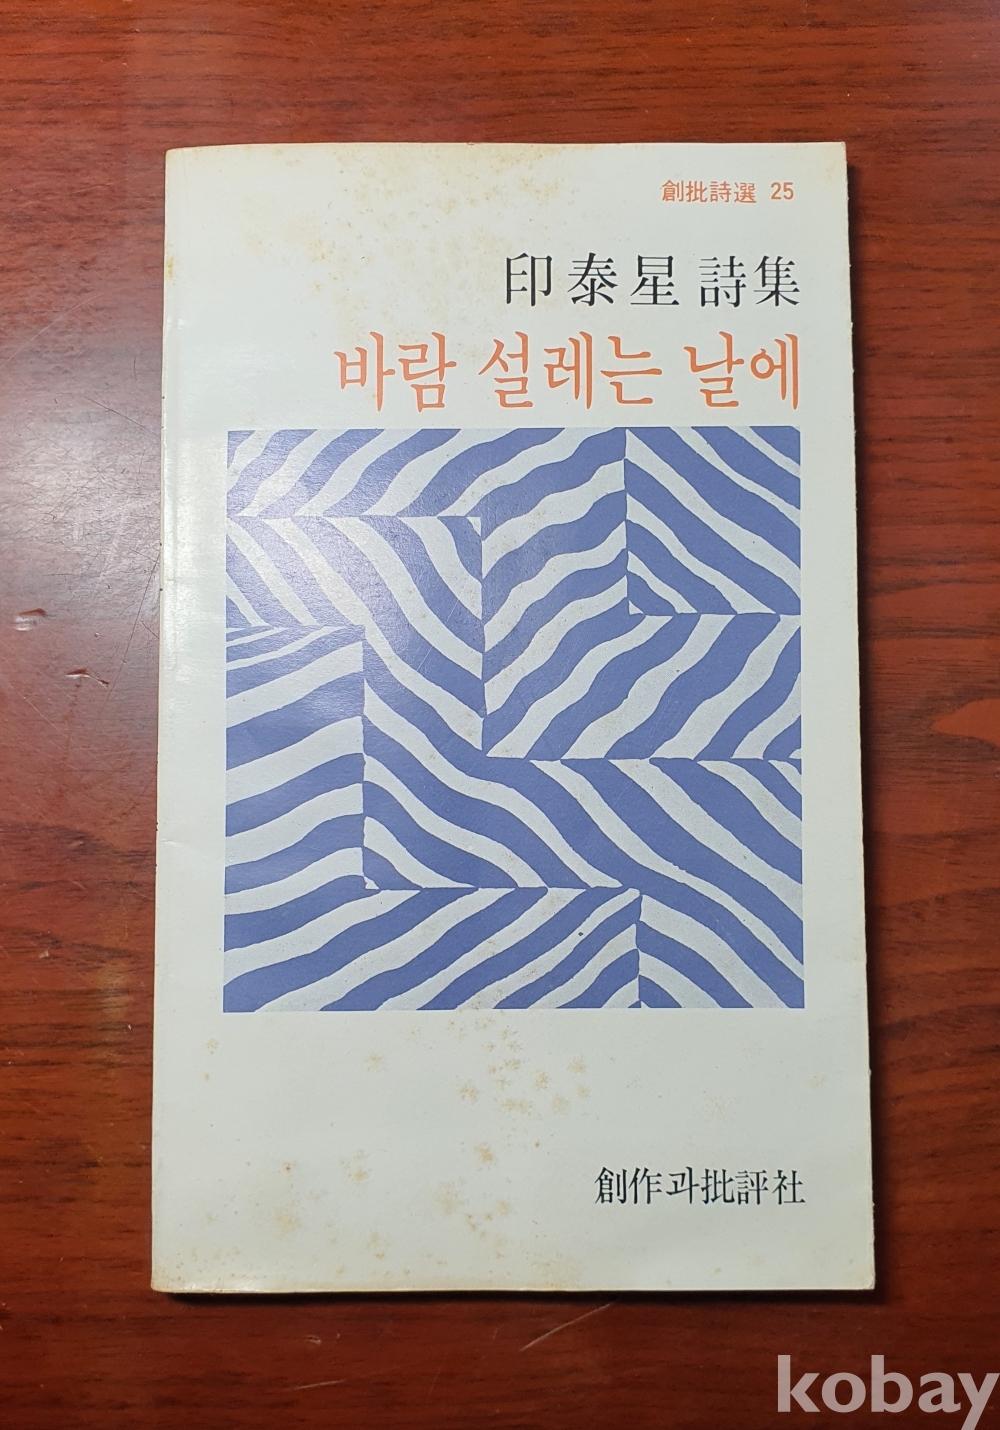 創批詩選 25
印泰星 詩集
바람 설레는 날에
創作과批評社
kobay